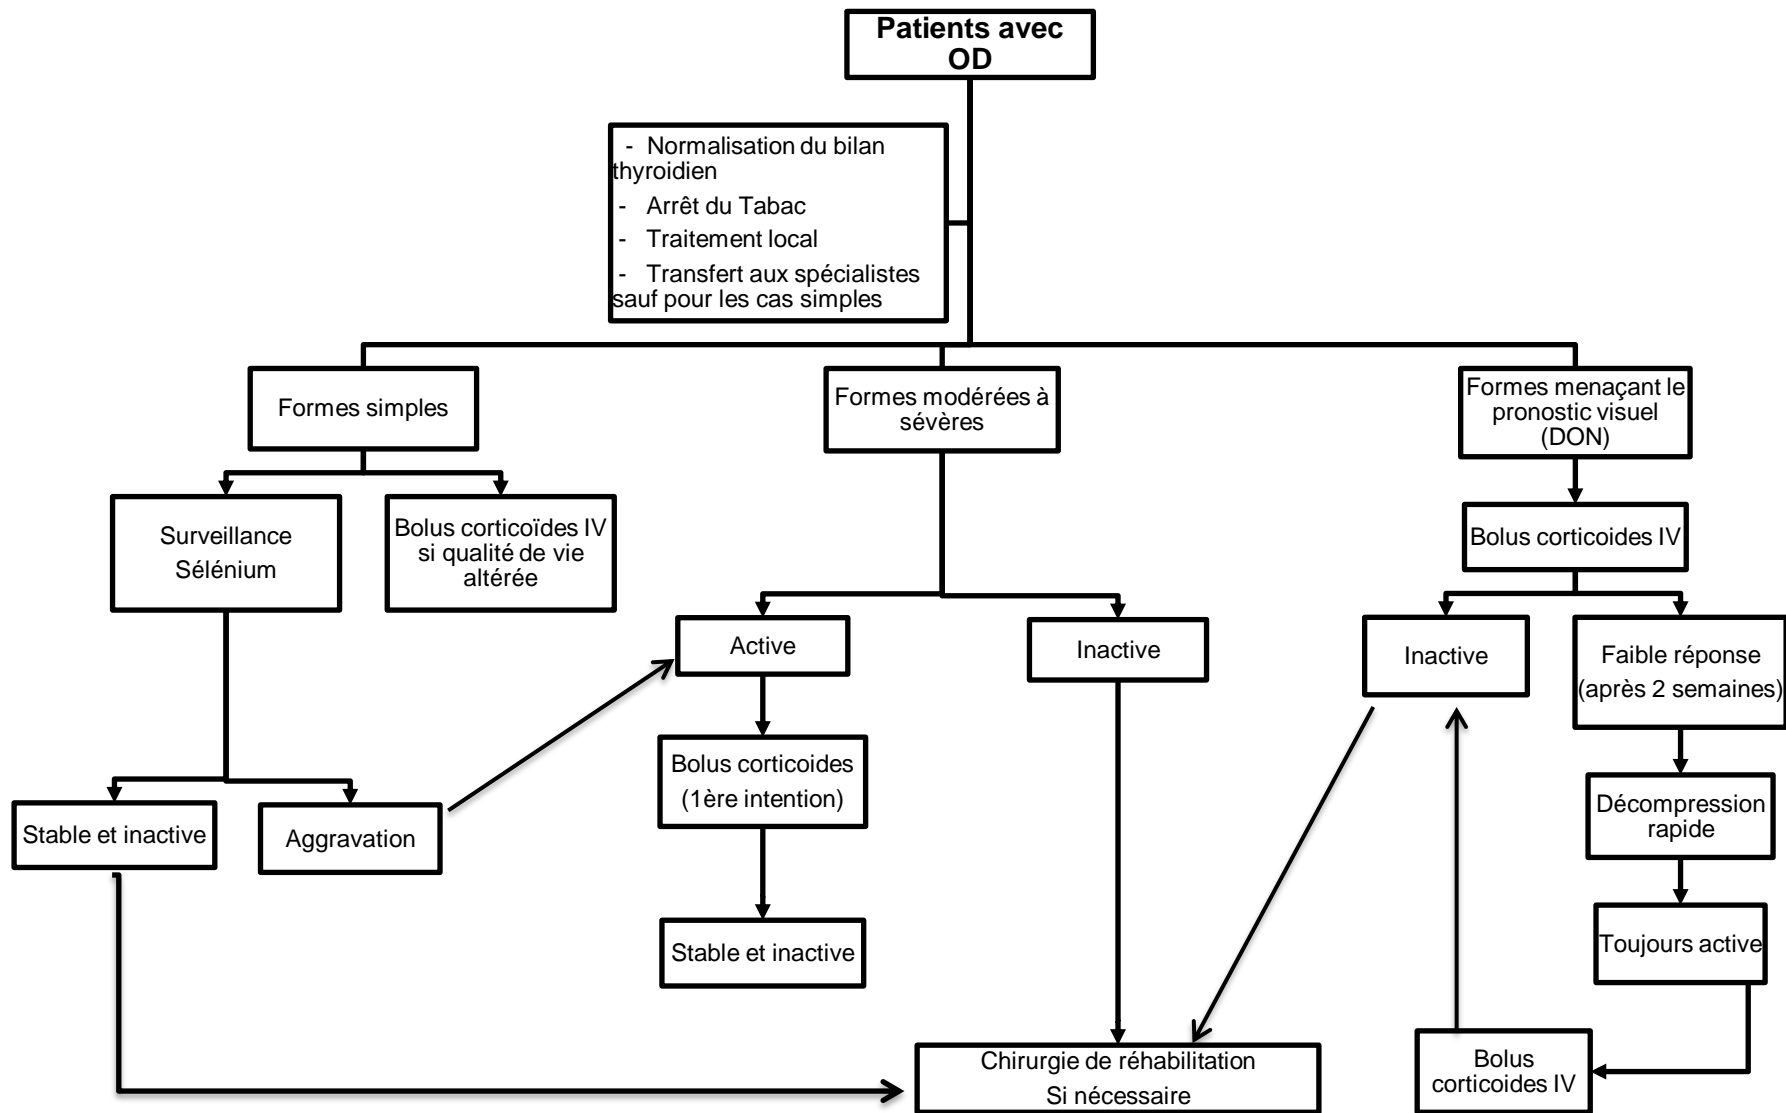 Patients avec
OD
- Normalisation du bilan
thyroidien
- Arrêt du Tabac
- Traitement local
- Transfert aux spécialistes
sauf pour les cas simples
Formes simples
Formes modérées à
sévères
Formes menaçant le
pronostic visuel
(DON)
Surveillance
Sélénium
Bolus corticoïdes IV
si qualité de vie
altérée
Bolus corticoides IV
Active
Inactive
Inactive
Faible réponse
(après 2 semaines)
Bolus corticoides
(1ère intention)
Décompression
rapide
Stable et inactive
Aggravation
Stable et inactive
Toujours active
Chirurgie de réhabilitation
Si nécessaire
Bolus
corticoides IV